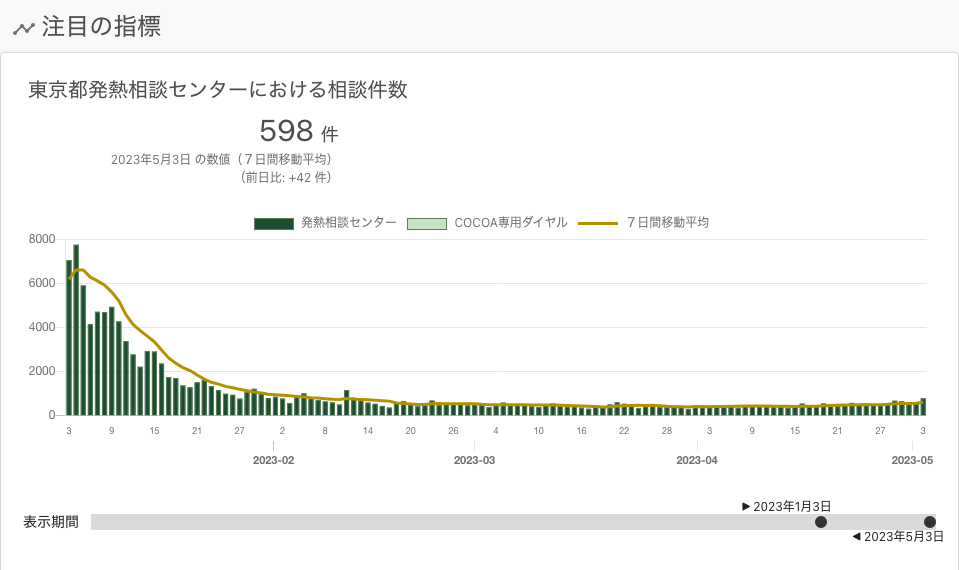 注目の指標
東京都発熱相談センターにおける相談件数
598 件
2023年5月3日 の数値（７日間移動平均）
（前日比: +42 件）
発熱相談センター COCOA専用ダイヤル ７日間移動平均
8000
6000
4000
2000
0
3 9 15 21 27 2 8 14 20 26 4 10 16 22 28 3 9 15 21 27 3
2023-02 2023-03 2023-04 2023-05
2023年1月3日
表示期間
2023年5月3日